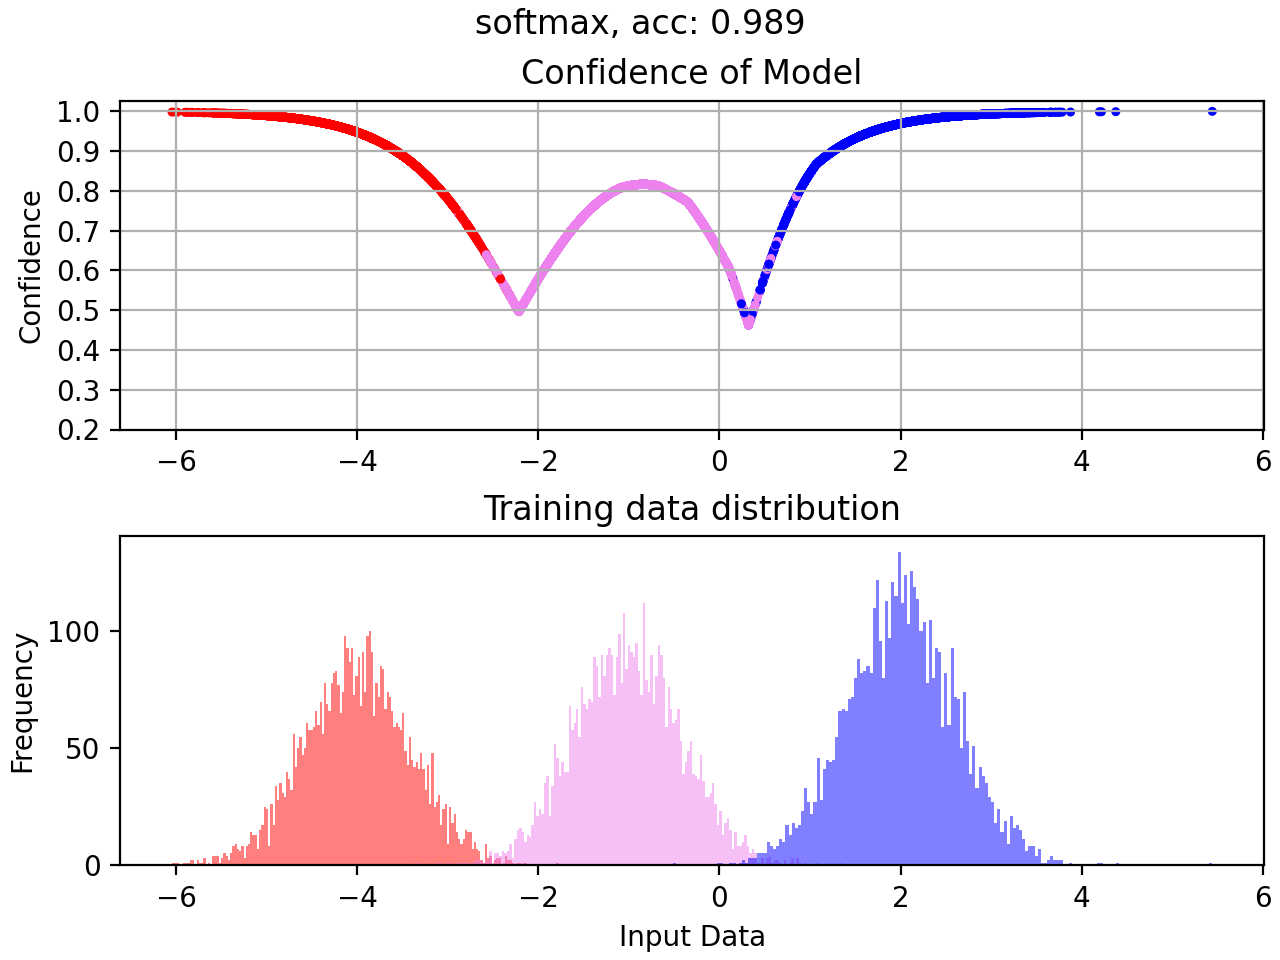 softmax, acc: 0.989
Confidence of Model
Confidence
1.0
0.9
0.8
0.7
0.6
0.5
0.4
0.3
0.2
−6 −4 −2 0 2 4 6
Training data distribution
Frequency
100
50
0
−6 −4 −2 0 2 4 6
Input Data